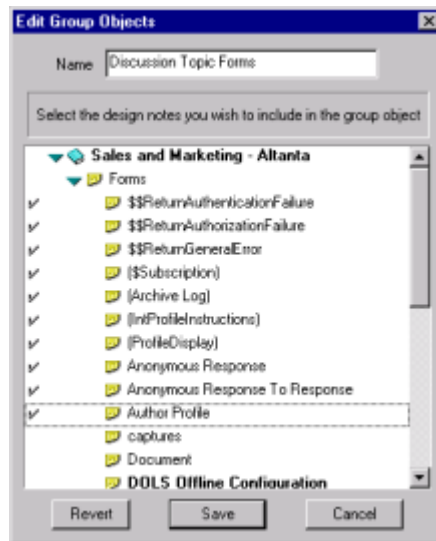 Edit Group Objects
Name Discussion Topic Forms
Select the design notes you wish to include in the group object
Sales and Marketing - Altanta
Forms
$$ReturnAuthenticationFailure
$$ReturnAuthorizationFailure
$$ReturnGeneralError
($Subscription)
(Archive Log)
(IntProfileInstructions)
(ProfileDisplay)
Anonymous Response
Anonymous Response To Response
Author Profile
captures
Document
DOLS Offline Configuration
Revert Save Cancel